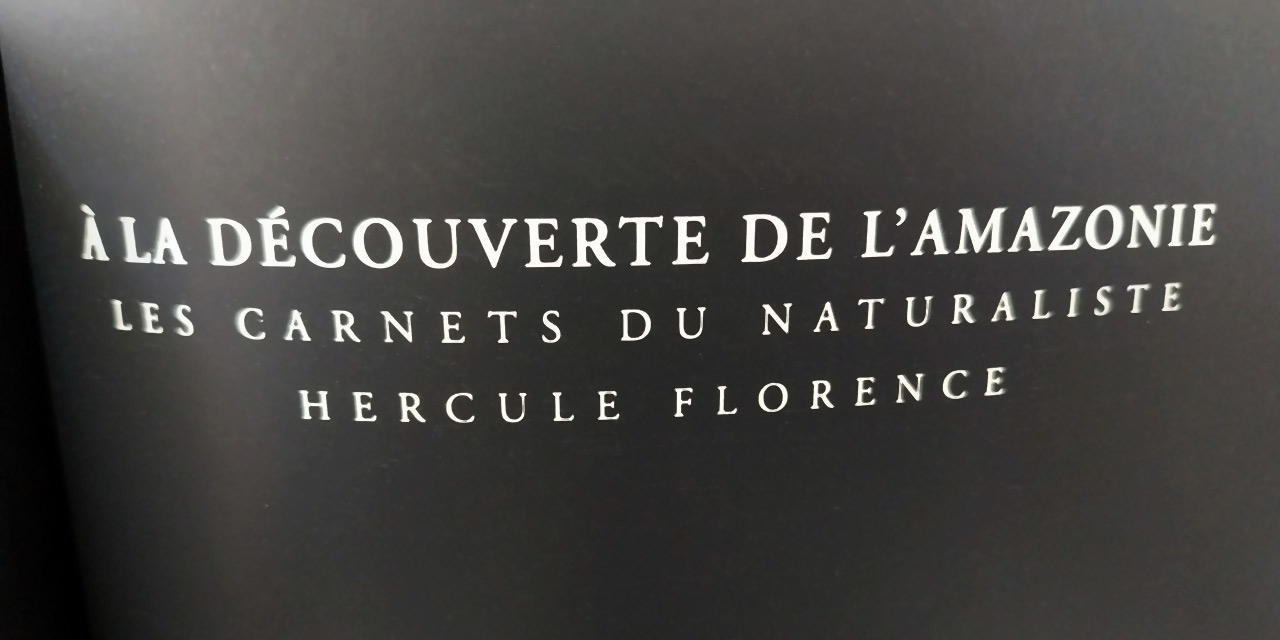 À LA DÉCOUVERTE DE L'AMAZONIE
LES CARNETS DU NATURALISTE
HERCULE FLORENCE